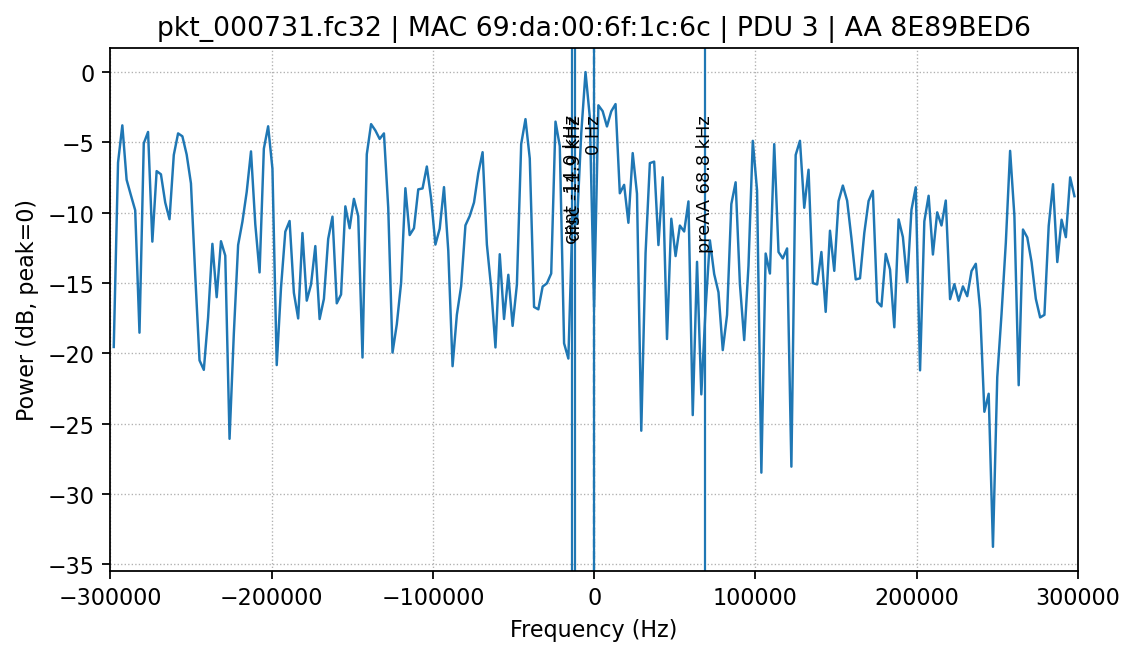 pkt_000731.fc32 | MAC 69:da:00:6f:1c:6c | PDU 3 | AA 8E89BED6
0
−5
−10
−15
−20
−25
−30
−35
Power (dB, peak=0)
kHz
0 Hz
preAA 68.8 kHz
−300000
−200000
−100000
0
100000
200000
300000
Frequency (Hz)